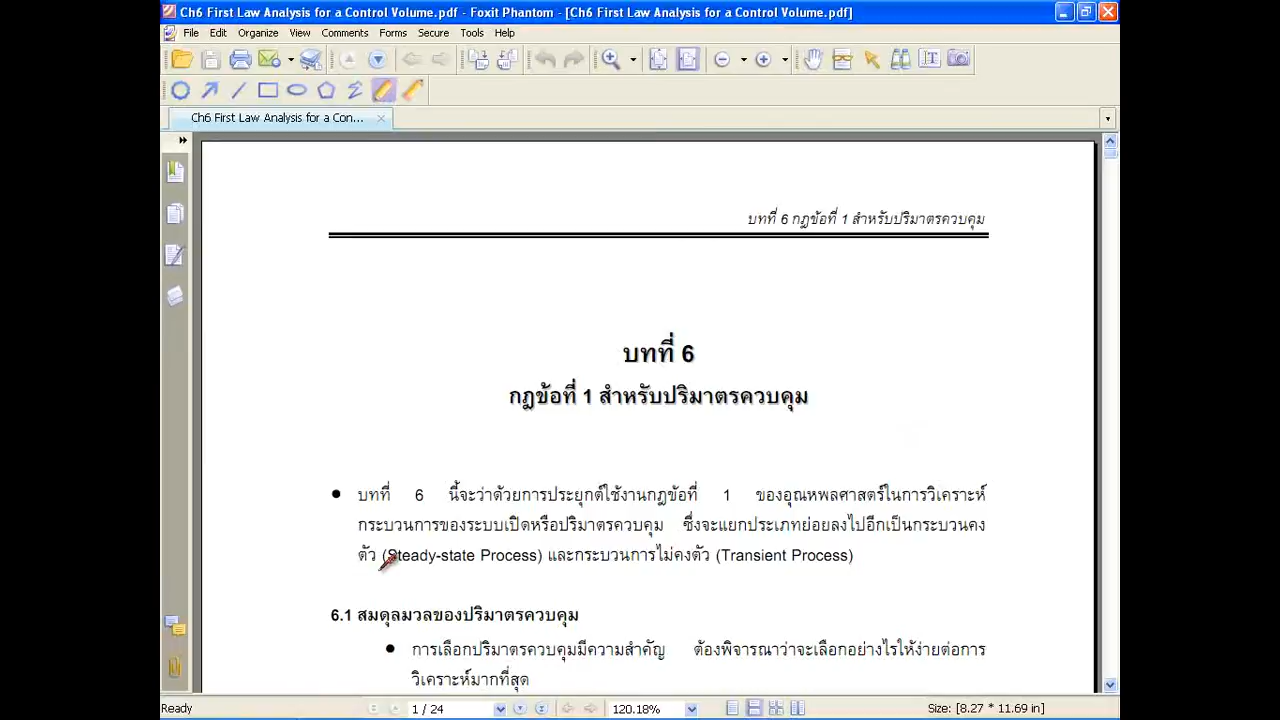 Ch6 First Law Analysis for a Control Volume.pdf - Foxit Phantom - [Ch6 First Law Analysis for a Control Volume.pdf]
File Edit Organize View Comments Forms Secure Tools Help
Ch6 First Law Analysis for a Con...
บทที่ 6 กฎข้อที่ 1 สำหรับปริมาตรควบคุม
บทที่ 6
กฎข้อที่ 1 สำหรับปริมาตรควบคุม
● บทที่ 6 นี้จะว่าด้วยการประยุกต์ใช้งานกฎข้อที่ 1 ของอุณหพลศาสตร์ในการวิเคราะห์
กระบวนการของระบบเปิดหรือปริมาตรควบคุม ซึ่งจะแยกประเภทย่อยลงไปอีกเป็นกระบวนคง
ตัว (Steady-state Process) และกระบวนการไม่คงตัว (Transient Process)
6.1 สมดุลมวลของปริมาตรควบคุม
● การเลือกปริมาตรควบคุมมีความสำคัญ ต้องพิจารณาว่าจะเลือกอย่างไรให้ง่ายต่อการ
วิเคราะห์มากที่สุด
Ready 1 / 24 120.18% Size: [8.27 * 11.69 in]